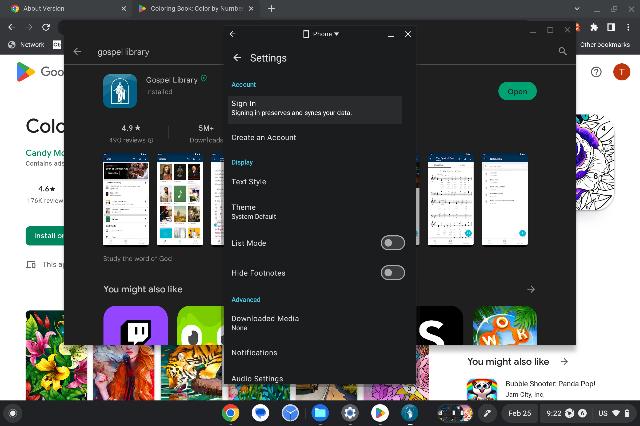 About Version
Coloring Book: Color by Number
Network
Other bookmarks
gospel library
Gospel Library
Installed
Open
4.9★
490 reviews
5M+
Downloads
Study the word of God
You might also like
Phone
Settings
Account
Sign In
Signing in preserves and syncs your data.
Create an Account
Display
Text Style
Theme
System Default
List Mode
Hide Footnotes
Advanced
Downloaded Media
None
Notifications
Audio Settings
Goo
T
Colo
Candy Mo
Contains ads
4.6★
176K review
Install on
This ap
WORK
S
You might also like
Bubble Shooter: Panda Pop!
Jam City, Inc.
Feb 25
9:22
US